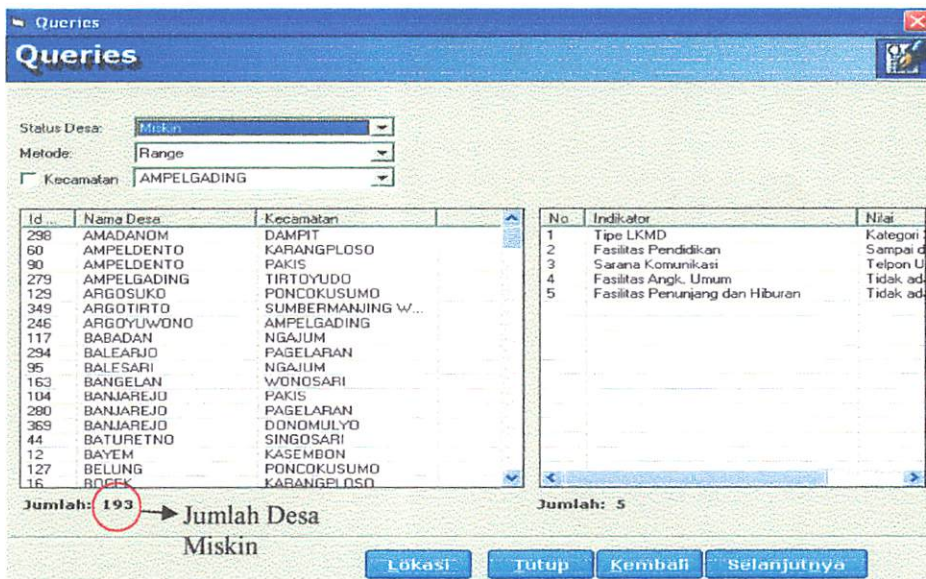 Queries
Queries
Status Desa: Miskin
Metode: Range
Kecamatan AMPELGADING
Id ... Nama Desa Kecamatan
298 AMADANOM DAMPIT
60 AMPELDENTO KARANGPLOSO
90 AMPELDENTO PAKIS
279 AMPELGADING TIRTOYUDO
129 ARGOSUKO PONCOKUSUMO
349 ARGOTIRTO SUMBERMANJING W...
246 ARGOYUWONO AMPELGADING
117 BABADAN NGAJUM
294 BALEARJO PAGELARAN
95 BALESARI NGAJUM
163 BANGELAN WONOSARI
104 BANJAREJO PAKIS
280 BANJAREJO PAGELARAN
369 BANJAREJO DONOMULYO
44 BATURETNO SINGOSARI
12 BAYEM KASEMBON
127 BELUNG PONCOKUSUMO
16 BOCEK KARANGPLOSO
Jumlah: 193
Jumlah Desa
Miskin
No Indikator Nilai
1 Tipe LKMD Kategori
2 Fasilitas Pendidikan Sampai d
3 Sarana Komunikasi Telpon U
4 Fasilitas Angk. Umum Tidak ad
5 Fasilitas Penunjang dan Hiburan Tidak ad
Jumlah: 5
Lokasi Tutup Kembali Selanjutnya